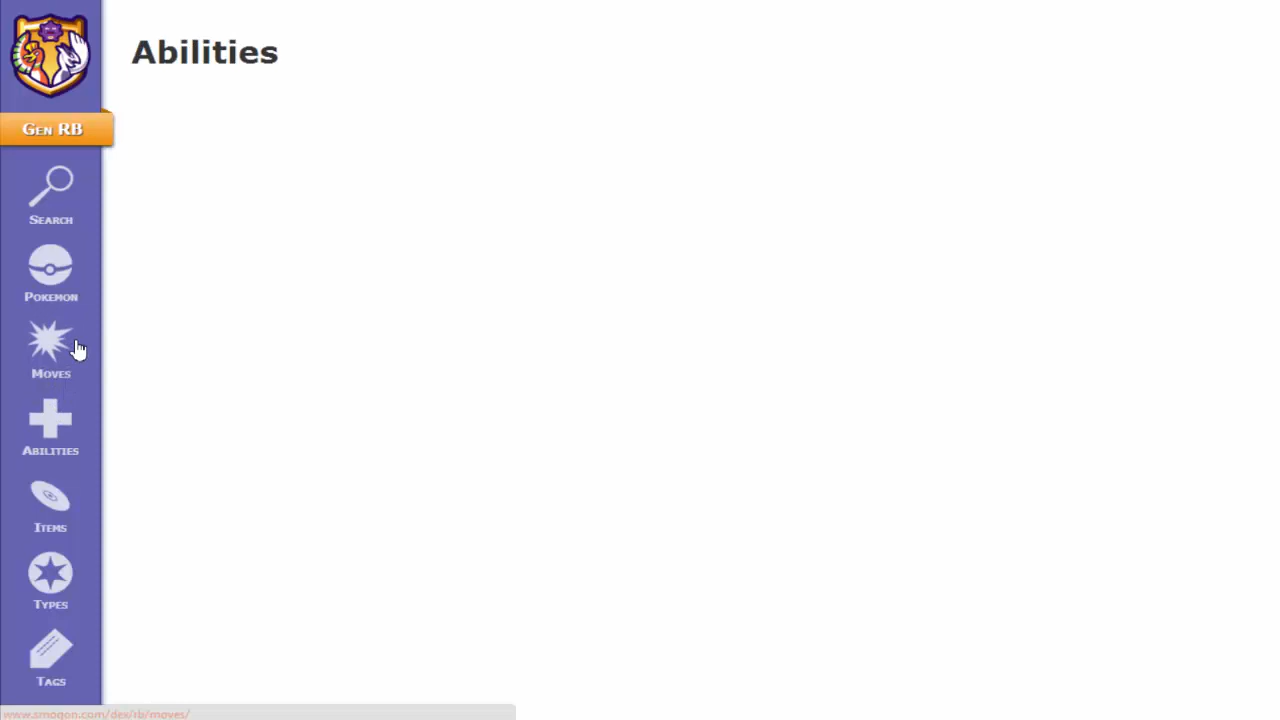 Abilities
Gen RB
Search
Pokemon
Moves
Abilities
Items
Types
Tags
www.smogon.com/dex/rb/moves/